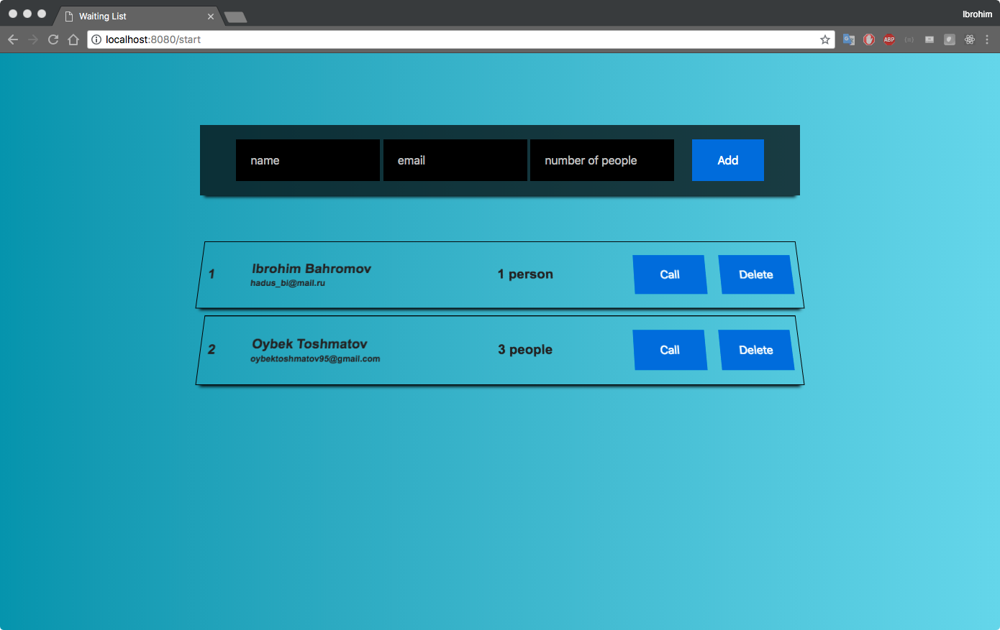 Waiting List
Ibrohim
localhost:8080/start
ABP
name
email
number of people
Add
1
Ibrohim Bahromov
hadus_bi@mail.ru
1 person
Call
Delete
2
Oybek Toshmatov
oybektoshmatov95@gmail.com
3 people
Call
Delete